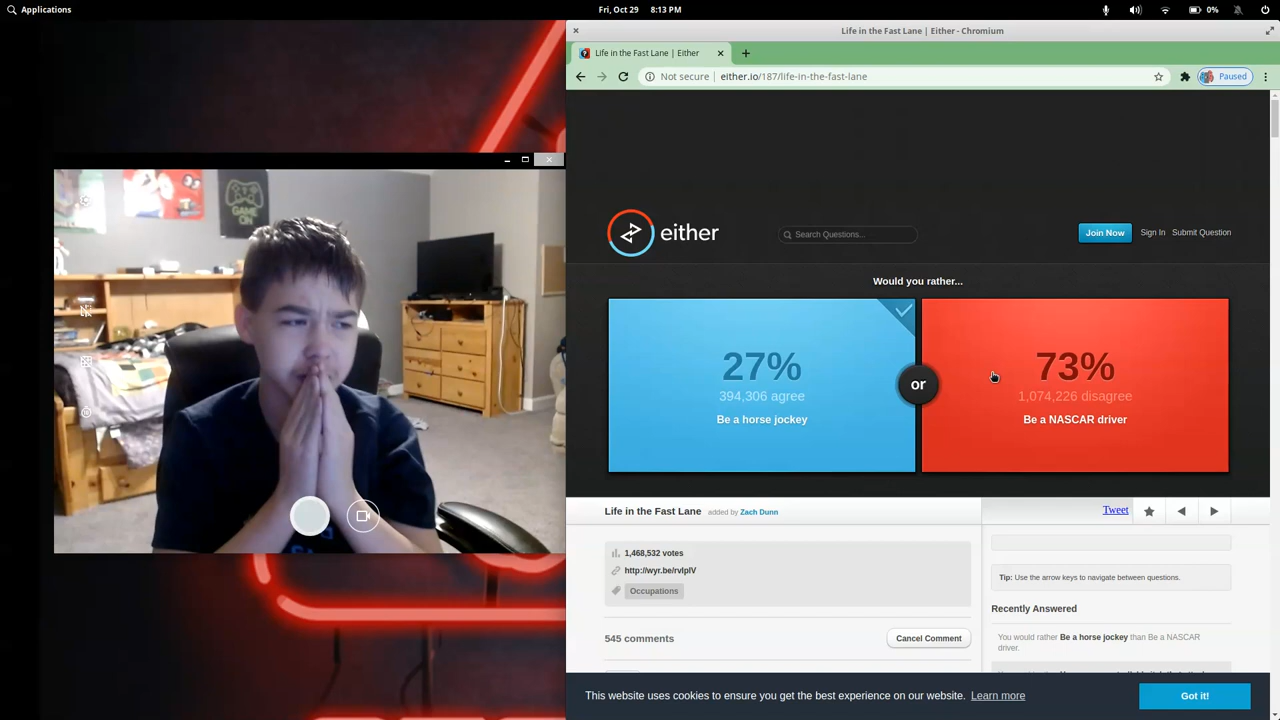 Applications
Fri, Oct 29 8:13 PM
0%
Life in the Fast Lane | Either - Chromium
Life in the Fast Lane | Either
Not secure | either.io/187/life-in-the-fast-lane
Paused
GAME
ON
either
Search Questions...
Join Now
Sign In
Submit Question
Would you rather...
27%
394,306 agree
Be a horse jockey
or
73%
1,074,226 disagree
Be a NASCAR driver
Life in the Fast Lane added by Zach Dunn
Tweet
1,468,532 votes
http://wyr.be/rvlplV
Occupations
545 comments
Cancel Comment
Tip: Use the arrow keys to navigate between questions.
Recently Answered
You would rather Be a horse jockey than Be a NASCAR
driver.
This website uses cookies to ensure you get the best experience on our website. Learn more
Got it!